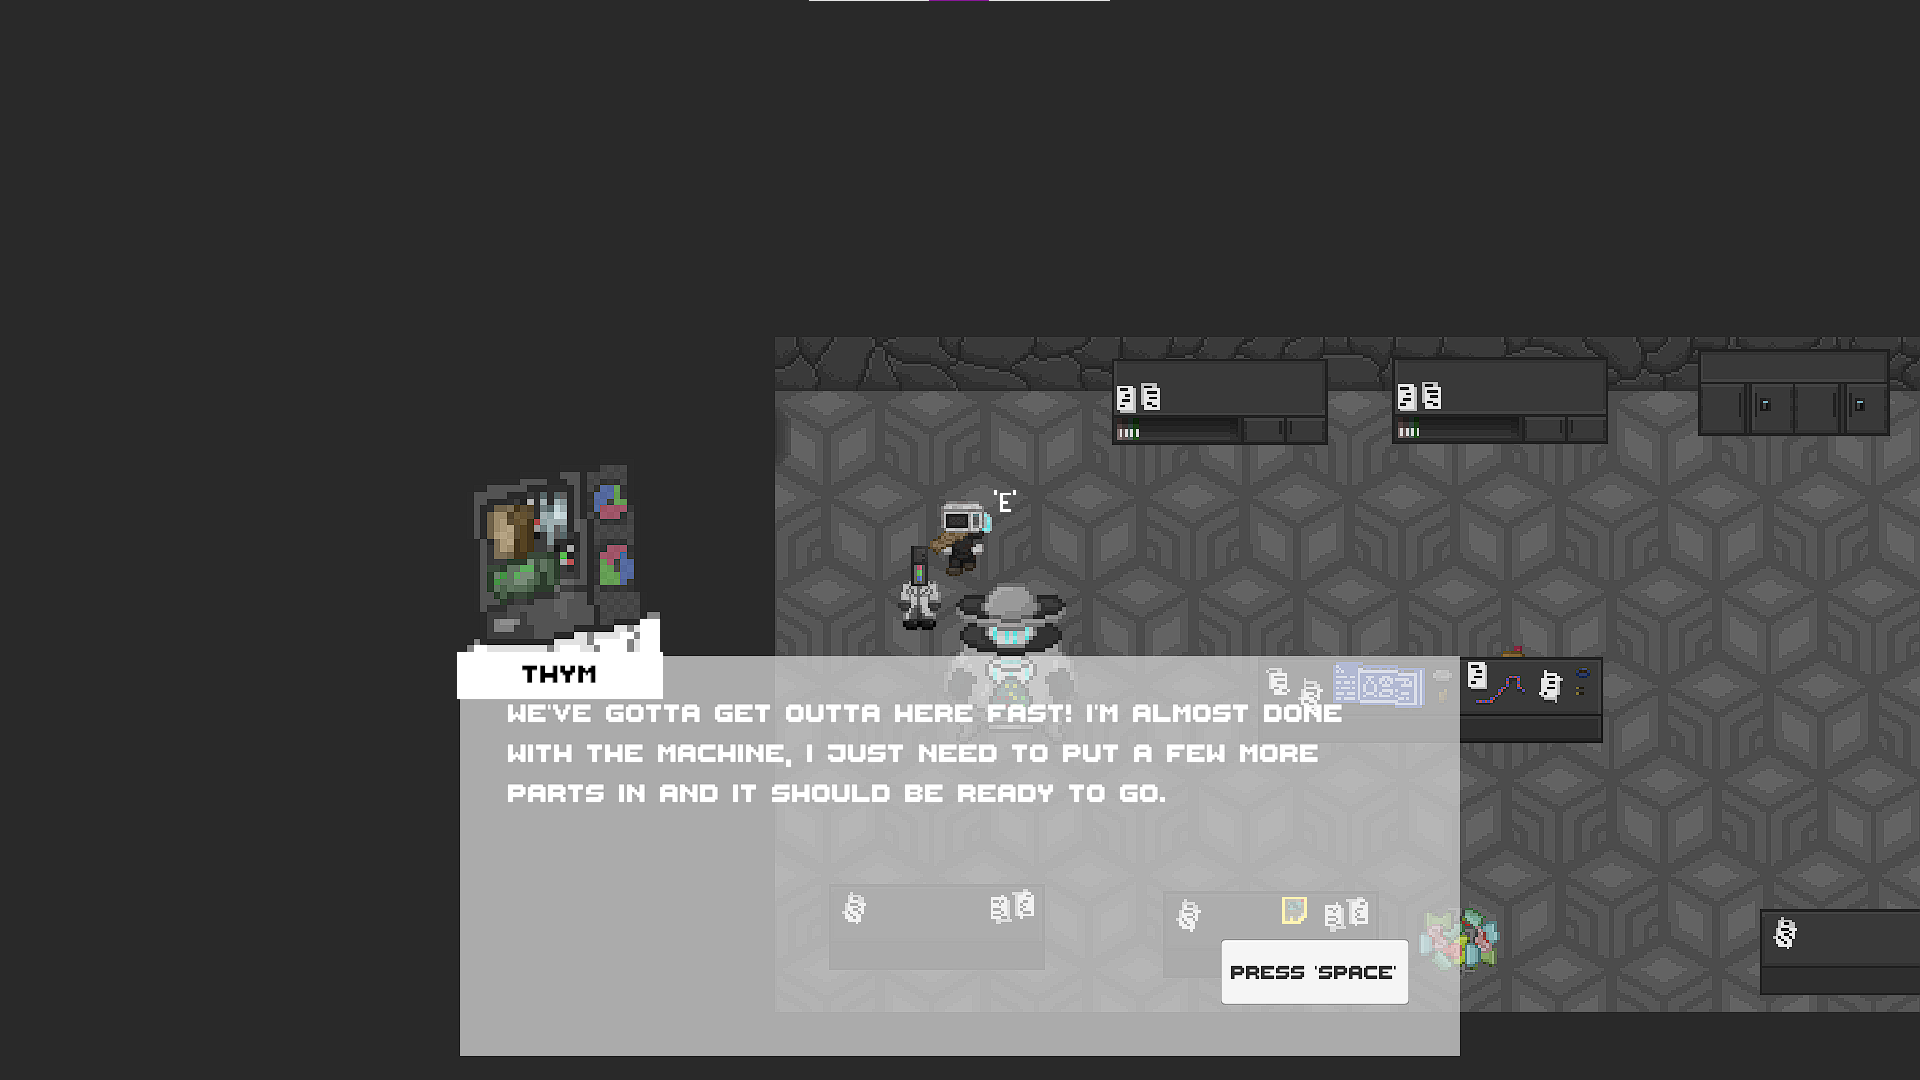 'E'
THYM
WE'VE GOTTA GET OUTTA HERE FAST! I'M ALMOST DONE
WITH THE MACHINE, I JUST NEED TO PUT A FEW MORE
PARTS IN AND IT SHOULD BE READY TO GO.
PRESS 'SPACE'